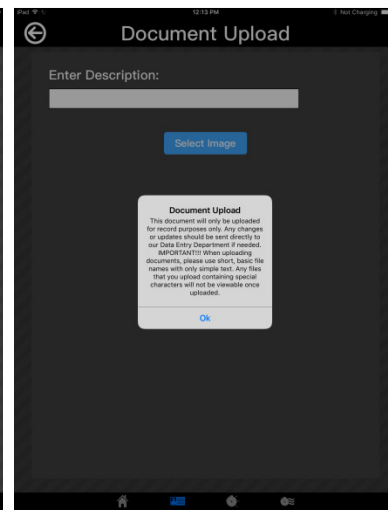 iPad 12:13 PM Not Charging
Document Upload
Enter Description:
Select Image
Document Upload
This document will only be uploaded
for record purposes only. Any changes
or updates should be sent directly to
our Data Entry Department if needed.
IMPORTANT!!! When uploading
documents, please use short, basic file
names with only simple text. Any files
that you upload containing special
characters will not be viewable once
uploaded.
Ok